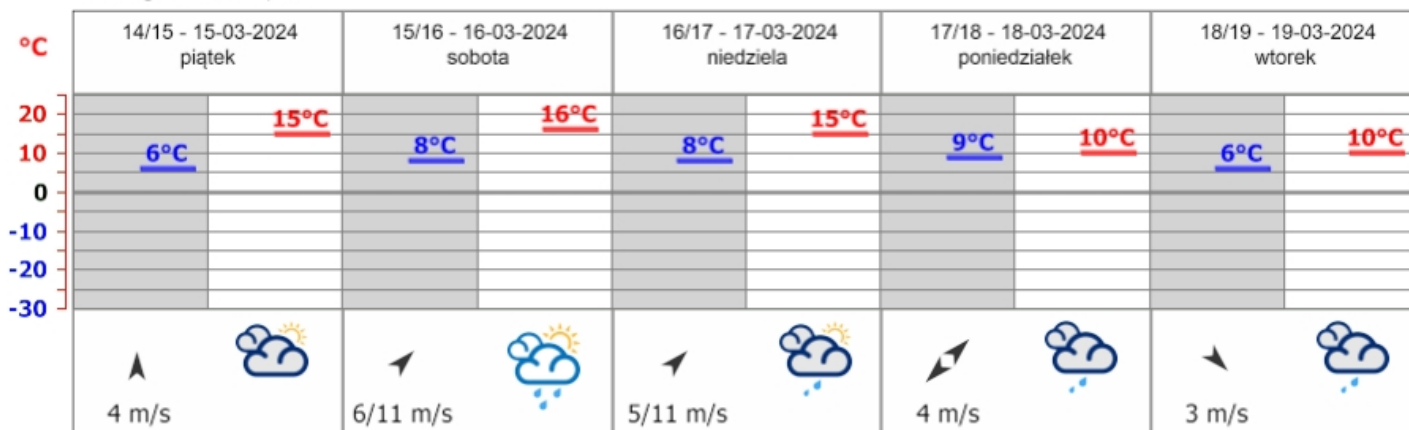 °C
14/15 - 15-03-2024
piątek
15/16 - 16-03-2024
sobota
16/17 - 17-03-2024
niedziela
17/18 - 18-03-2024
poniedziałek
18/19 - 19-03-2024
wtorek
20
10
0
-10
-20
-30
6°C
15°C
8°C
16°C
8°C
15°C
9°C
10°C
6°C
10°C
4 m/s
6/11 m/s
5/11 m/s
4 m/s
3 m/s